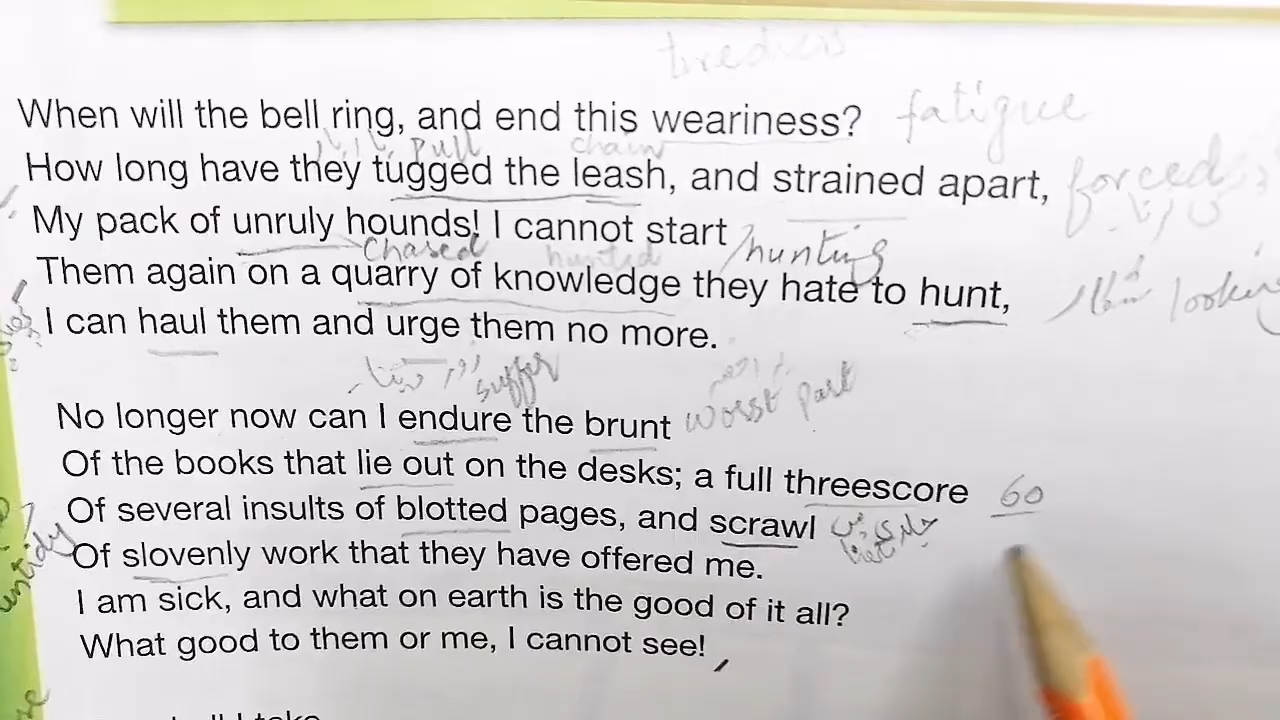 tiredness
When will the bell ring, and end this weariness? fatigue
pull chain
How long have they tugged the leash, and strained apart, forced
My pack of unruly hounds! I cannot start
chased hunted hunting
Them again on a quarry of knowledge they hate to hunt,
I can haul them and urge them no more.
suffer
No longer now can I endure the brunt worst part
Of the books that lie out on the desks; a full threescore 60
Of several insults of blotted pages, and scrawl
untidy
Of slovenly work that they have offered me.
I am sick, and what on earth is the good of it all?
What good to them or me, I cannot see!